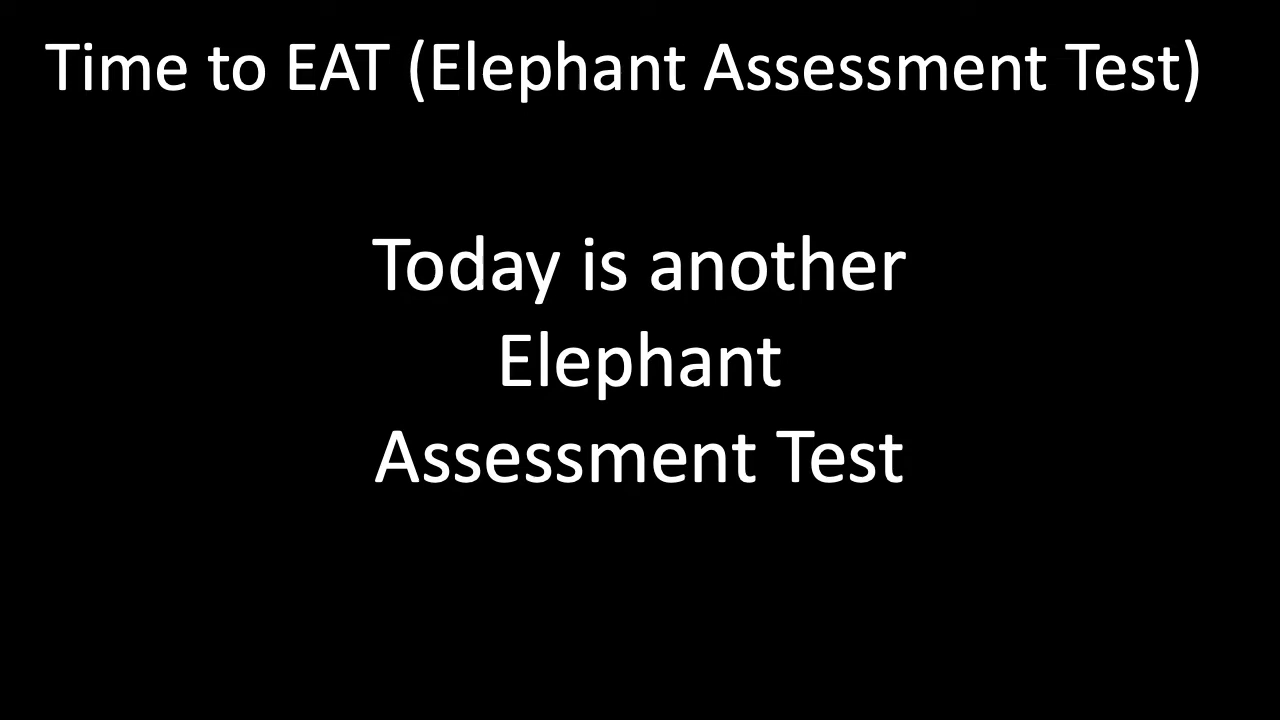 Time to EAT (Elephant Assessment Test)
Today is another
Elephant
Assessment Test